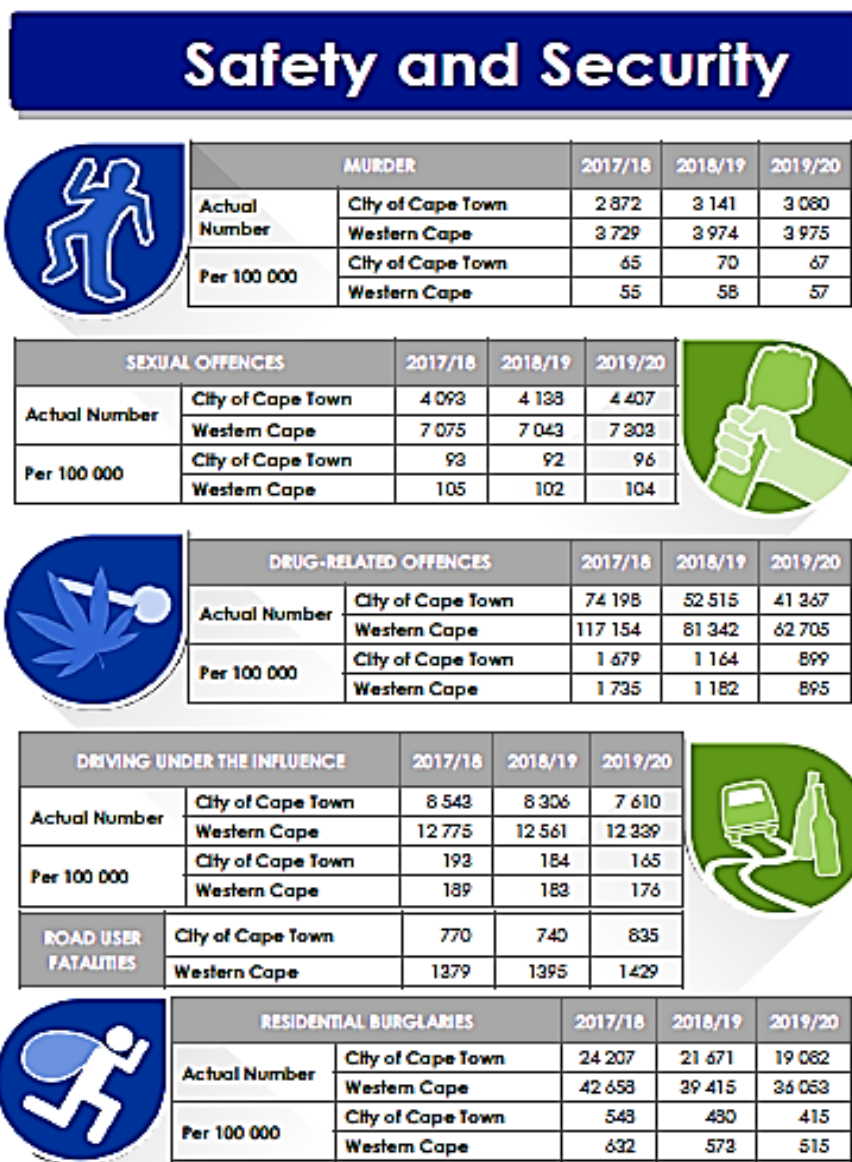 Safety and Security
MURDER 2017/18 2018/19 2019/20
Actual Number City of Cape Town 2 872 3 141 3 080
Western Cape 3 729 3 974 3 975
Per 100 000 City of Cape Town 65 70 67
Western Cape 55 58 57
SEXUAL OFFENCES 2017/18 2018/19 2019/20
Actual Number City of Cape Town 4 093 4 138 4 407
Western Cape 7 075 7 043 7 303
Per 100 000 City of Cape Town 93 92 96
Western Cape 105 102 104
DRUG-RELATED OFFENCES 2017/18 2018/19 2019/20
Actual Number City of Cape Town 74 198 52 515 41 367
Western Cape 117 154 81 342 62 705
Per 100 000 City of Cape Town 1 679 1 164 899
Western Cape 1 735 1 182 895
DRIVING UNDER THE INFLUENCE 2017/18 2018/19 2019/20
Actual Number City of Cape Town 8 543 8 306 7 610
Western Cape 12 775 12 561 12 339
Per 100 000 City of Cape Town 193 184 165
Western Cape 189 183 176
ROAD USER FATALITIES City of Cape Town 770 740 835
Western Cape 1379 1395 1429
RESIDENTIAL BURGLARIES 2017/18 2018/19 2019/20
Actual Number City of Cape Town 24 207 21 671 19 082
Western Cape 42 658 39 415 36 053
Per 100 000 City of Cape Town 548 480 415
Western Cape 632 573 515